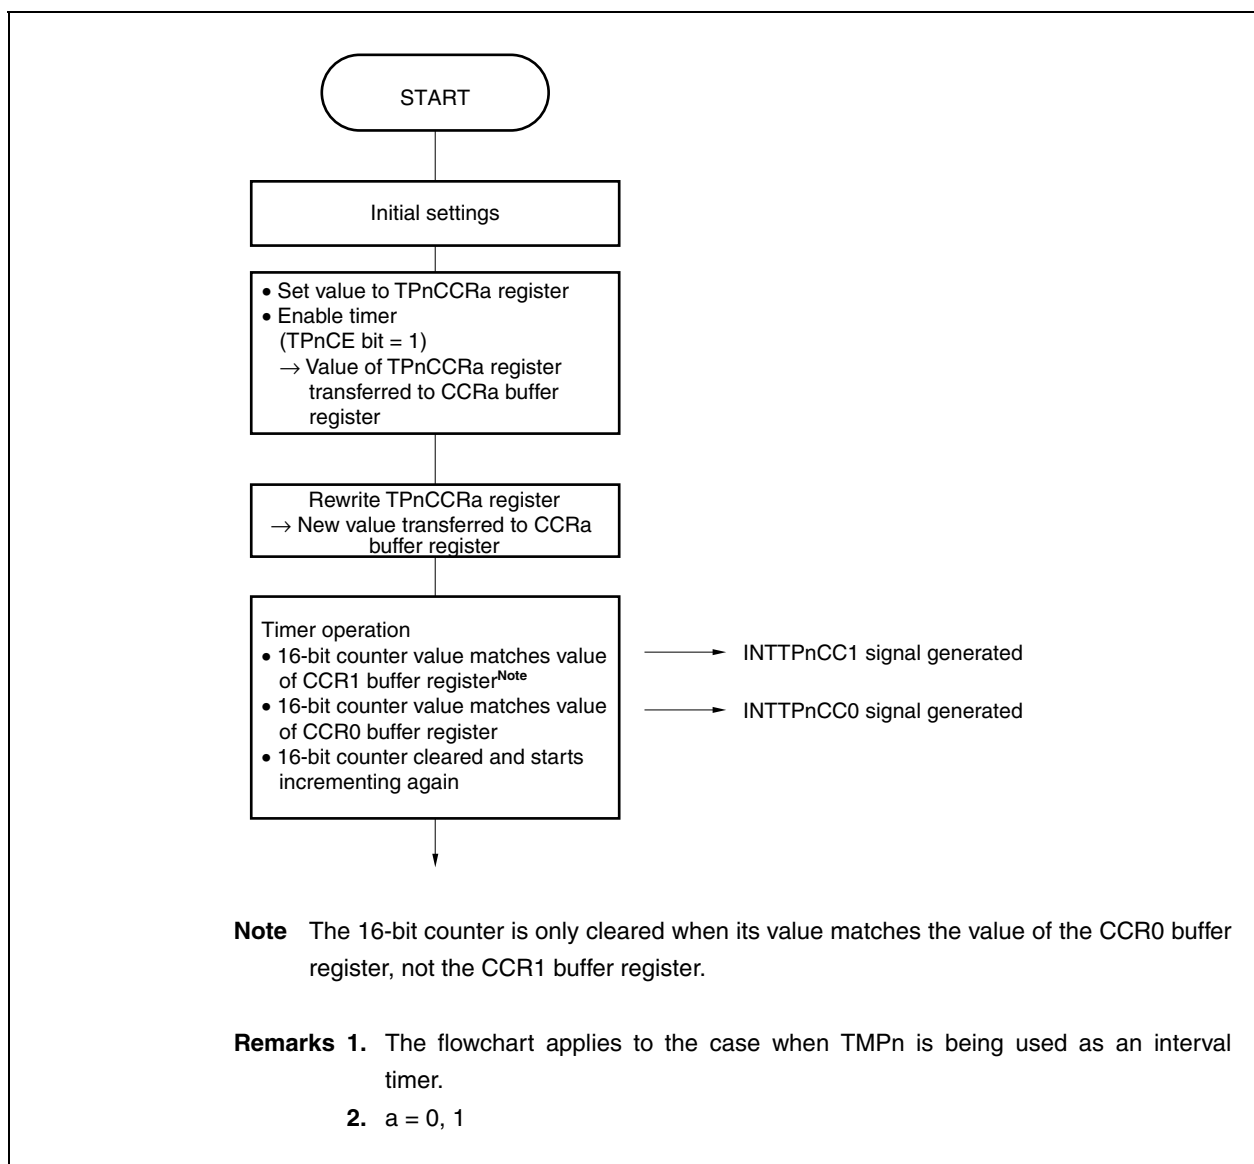 START
Initial settings
• Set value to TPnCCRa register
• Enable timer
(TPnCE bit = 1)
→ Value of TPnCCRa register
transferred to CCRa buffer
register
Rewrite TPnCCRa register
→ New value transferred to CCRa
buffer register
Timer operation
• 16-bit counter value matches value
of CCR1 buffer registerNote
• 16-bit counter value matches value
of CCR0 buffer register
• 16-bit counter cleared and starts
incrementing again
INTTPnCC1 signal generated
INTTPnCC0 signal generated
Note The 16-bit counter is only cleared when its value matches the value of the CCR0 buffer
register, not the CCR1 buffer register.
Remarks 1. The flowchart applies to the case when TMPn is being used as an interval
timer.
2. a = 0, 1